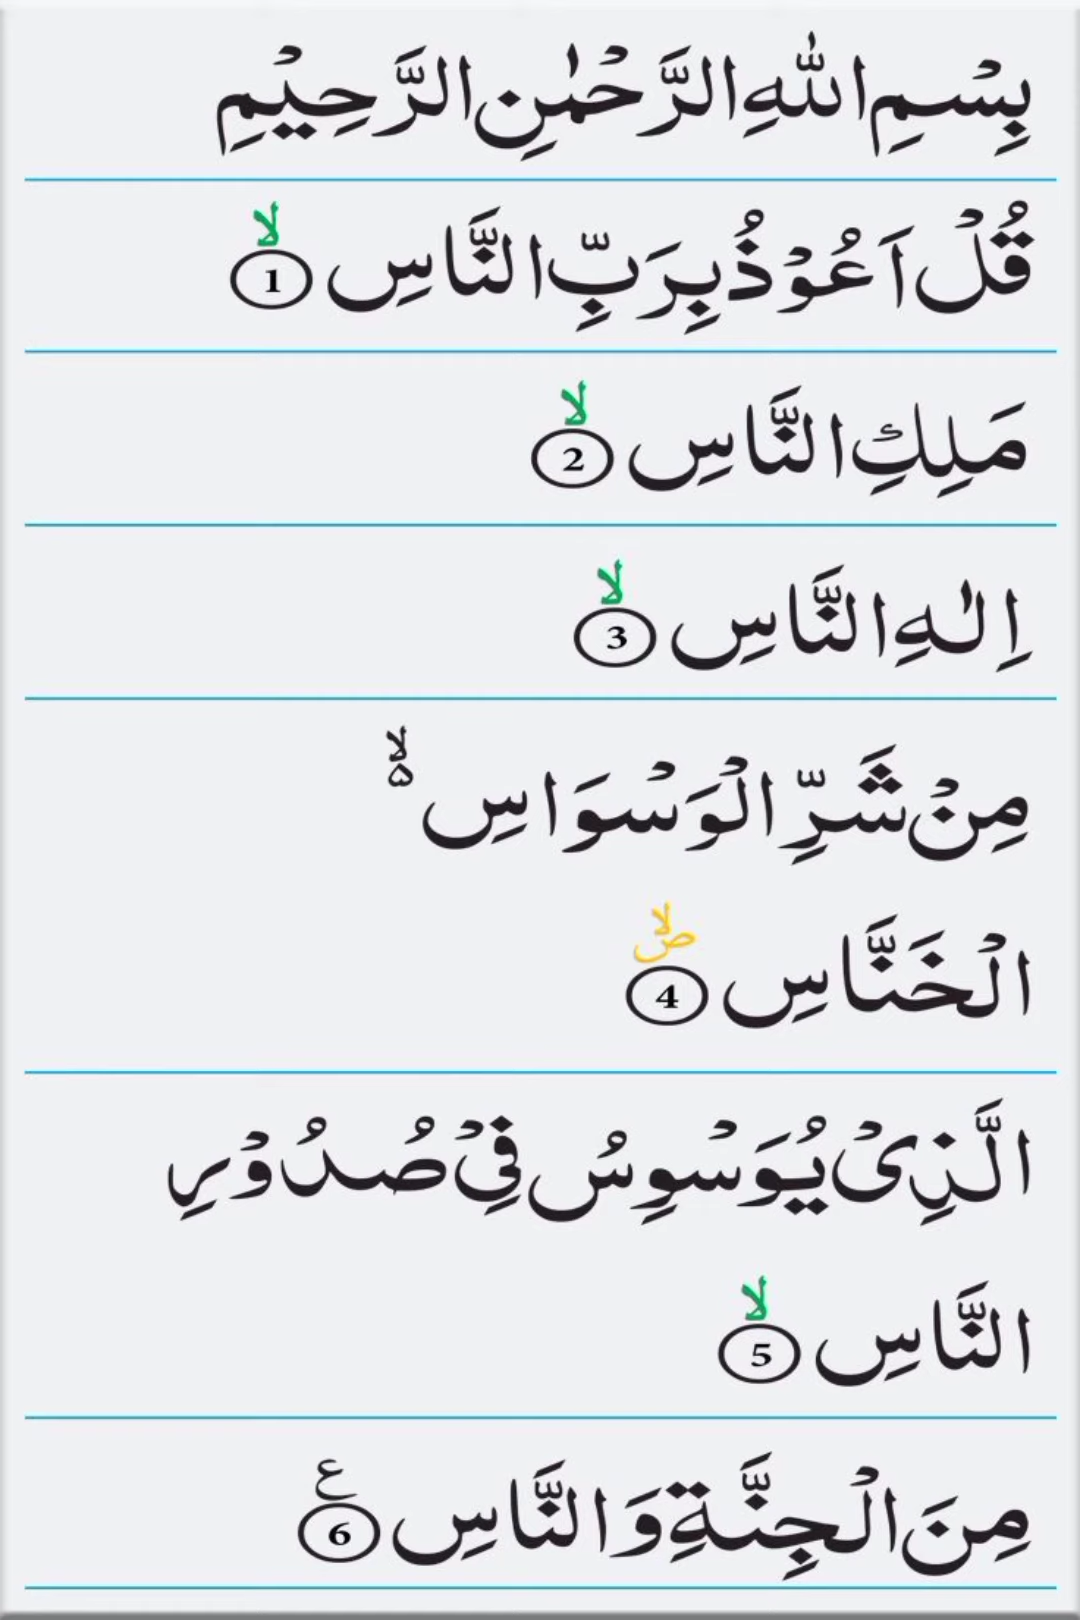 بِسْمِ اللّٰهِ الرَّحْمٰنِ الرَّحِيْمِ
قُلْ اَعُوْذُ بِرَبِّ النَّاسِ ۙ 1
مَلِكِ النَّاسِ ۙ 2
اِلٰهِ النَّاسِ ۙ 3
مِنْ شَرِّ الْوَسْوَاسِ ۙ۵
الْخَنَّاسِ ۪ۙ 4
الَّذِىْ يُوَسْوِسُ فِىْ صُدُوْرِ
النَّاسِ ۙ 5
مِنَ الْجِنَّةِ وَالنَّاسِ ع 6